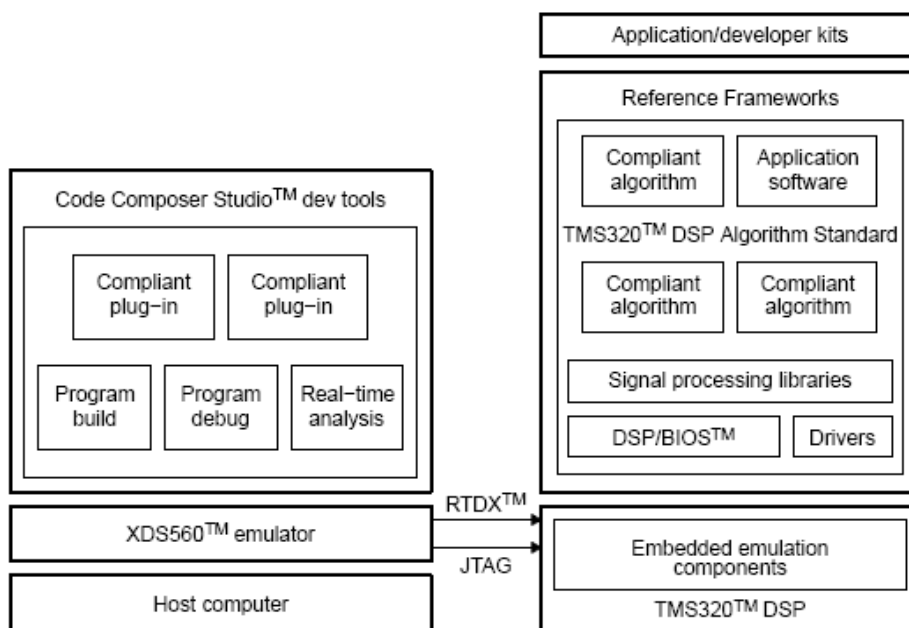 Application/developer kits
Reference Frameworks
Compliant
algorithm
Application
software
TMS320™ DSP Algorithm Standard
Compliant
algorithm
Compliant
algorithm
Signal processing libraries
DSP/BIOS™
Drivers
Code Composer Studio™ dev tools
Compliant
plug−in
Compliant
plug−in
Program
build
Program
debug
Real−time
analysis
XDS560™ emulator
RTDX™
JTAG
Host computer
Embedded emulation
components
TMS320™ DSP